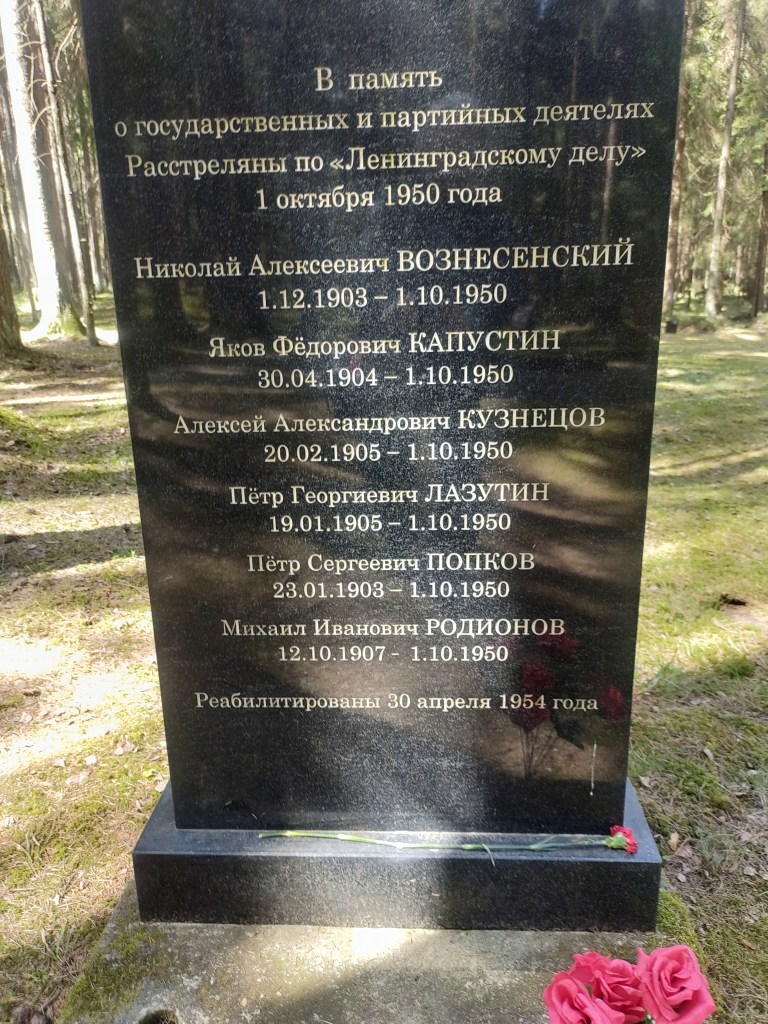 В память
о государственных и партийных деятелях
Расстреляны по «Ленинградскому делу»
1 октября 1950 года
Николай Алексеевич ВОЗНЕСЕНСКИЙ
1.12.1903 – 1.10.1950
Яков Фёдорович КАПУСТИН
30.04.1904 – 1.10.1950
Алексей Александрович КУЗНЕЦОВ
20.02.1905 – 1.10.1950
Пётр Георгиевич ЛАЗУТИН
19.01.1905 – 1.10.1950
Пётр Сергеевич ПОПКОВ
23.01.1903 – 1.10.1950
Михаил Иванович РОДИОНОВ
12.10.1907 - 1.10.1950
Реабилитированы 30 апреля 1954 года